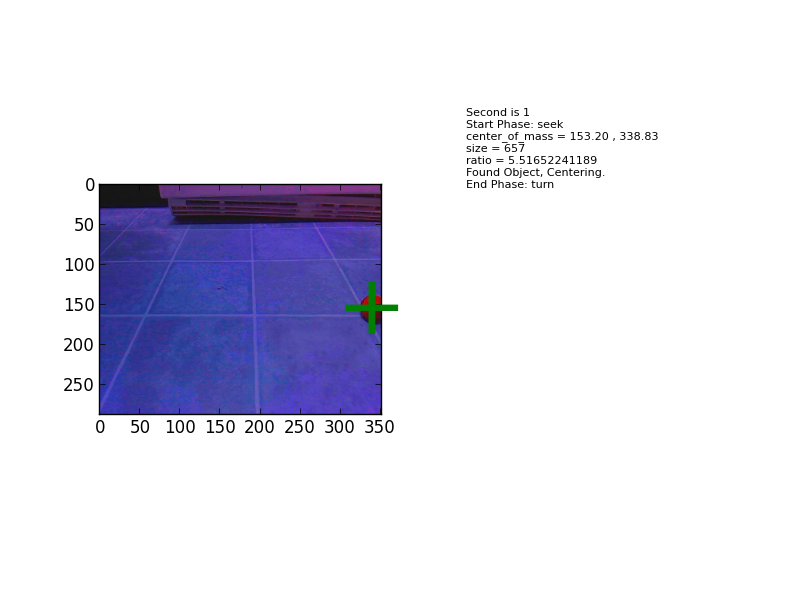 Second is 1
Start Phase: seek
center_of_mass = 153.20 , 338.83
size = 657
ratio = 5.51652241189
Found Object, Centering.
End Phase: turn
0
50
100
150
200
250
0 50 100 150 200 250 300 350